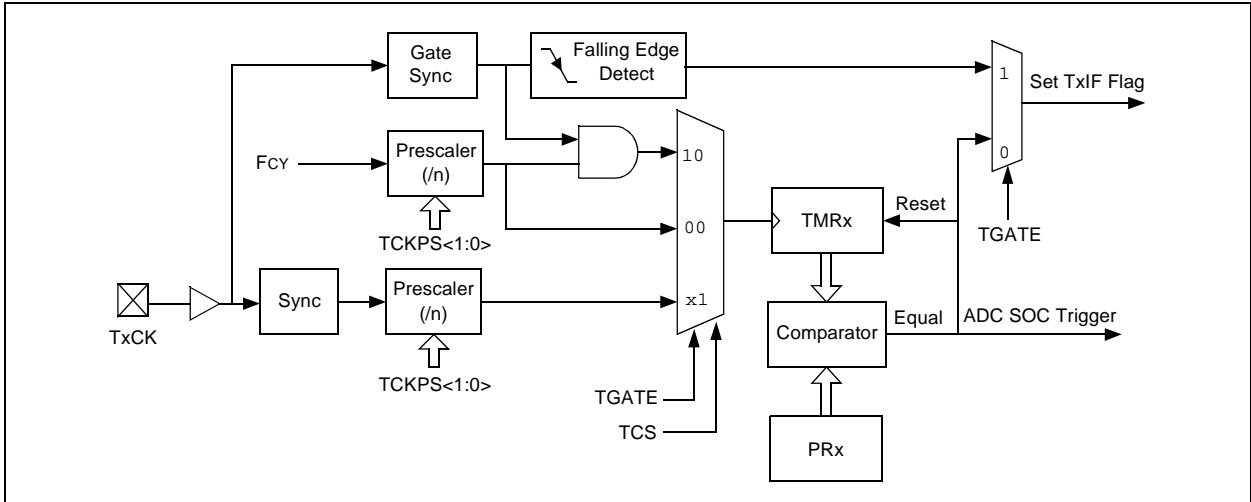 Gate
Sync
Falling Edge
Detect
1
Set TxIF Flag
0
TGATE
FCY
Prescaler
(/n)
TCKPS<1:0>
10
00
x1
TMRx
Reset
TxCK
Sync
Prescaler
(/n)
TCKPS<1:0>
Comparator
Equal
ADC SOC Trigger
TGATE
TCS
PRx